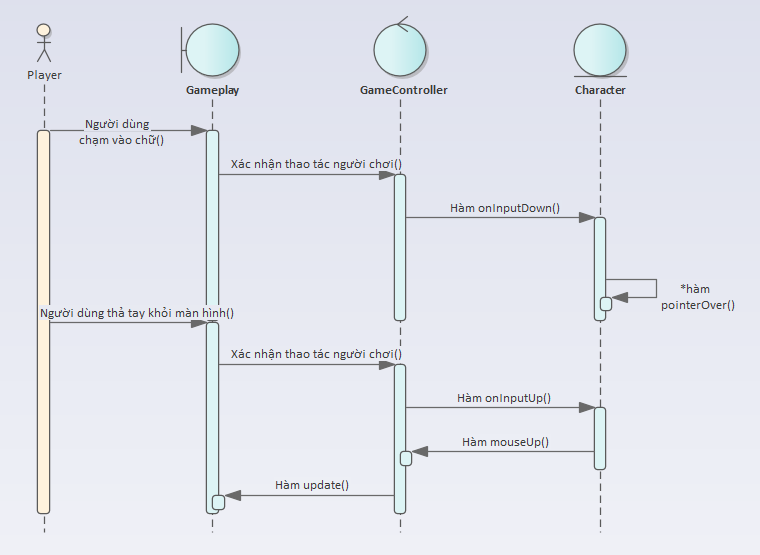 Player
Gameplay
GameController
Character
Người dùng
chạm vào chữ()
Xác nhận thao tác người chơi()
Hàm onInputDown()
*hàm
pointerOver()
Người dùng thả tay khỏi màn hình()
Xác nhận thao tác người chơi()
Hàm onInputUp()
Hàm mouseUp()
Hàm update()